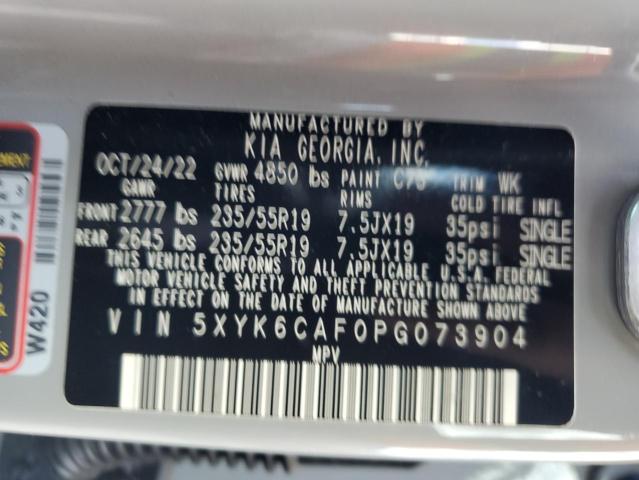 MANUFACTURED BY
KIA GEORGIA, INC.
OCT/24/22 GVWR 4850 lbs PAINT TRIM WK
GAWR TIRES RIMS COLD TIRE INFL
FRONT 2777 lbs 235/55R19 7.5JX19 35psi SINGLE
REAR 2645 lbs 235/55R19 7.5JX19 35psi SINGLE
THIS VEHICLE CONFORMS TO ALL APPLICABLE U.S.A. FEDERAL
MOTOR VEHICLE SAFETY AND THEFT PREVENTION STANDARDS
IN EFFECT ON THE DATE OF MANUFACTURE SHOWN ABOVE
VIN 5XYK6CAF0PG073904
MPV
W420